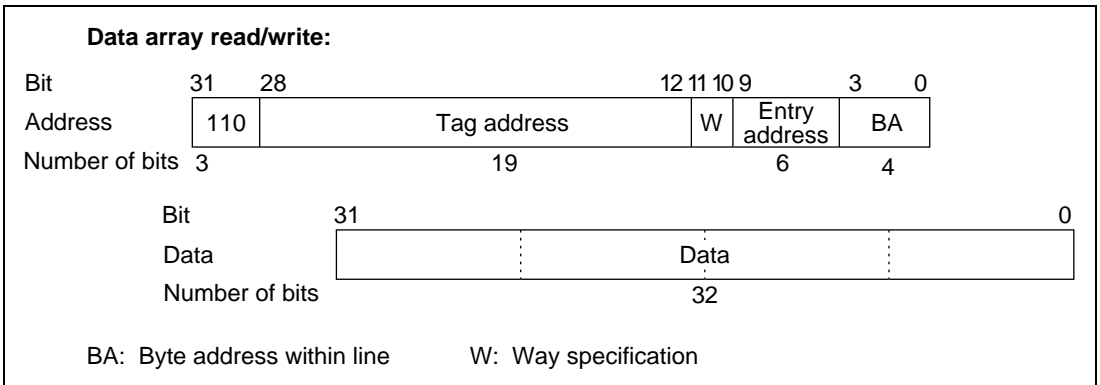 Data array read/write:
Bit 31 28 12 11 10 9 3 0
Address 110 Tag address W Entry address BA
Number of bits 3 19 6 4
Bit 31 0
Data Data
Number of bits 32
BA: Byte address within line W: Way specification